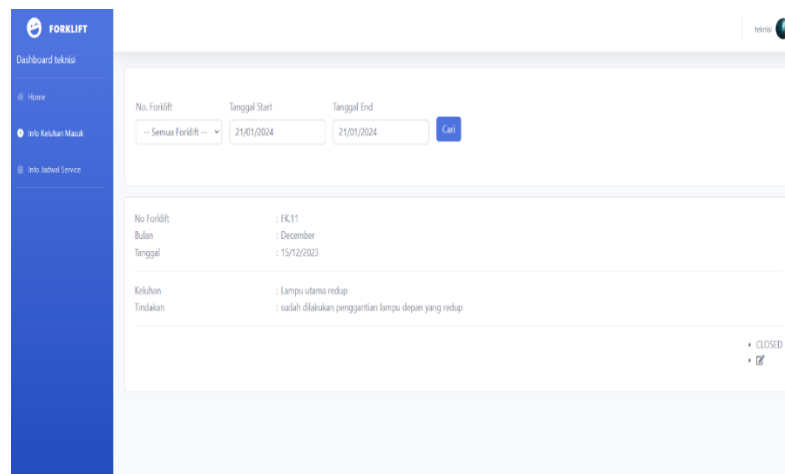 FORKLIFT
teknisi
Dashboard teknisi
Home
Info Keluhan Masuk
Info Jadwal Service
No. Forklift Tanggal Start Tanggal End
-- Semua Forklift -- 21/01/2024 21/01/2024 Cari
No Forklift : FK.11
Bulan : December
Tanggal : 15/12/2023
Keluhan : Lampu utama redup
Tindakan : sudah dilakukan penggantian lampu depan yang redup
• CLOSED